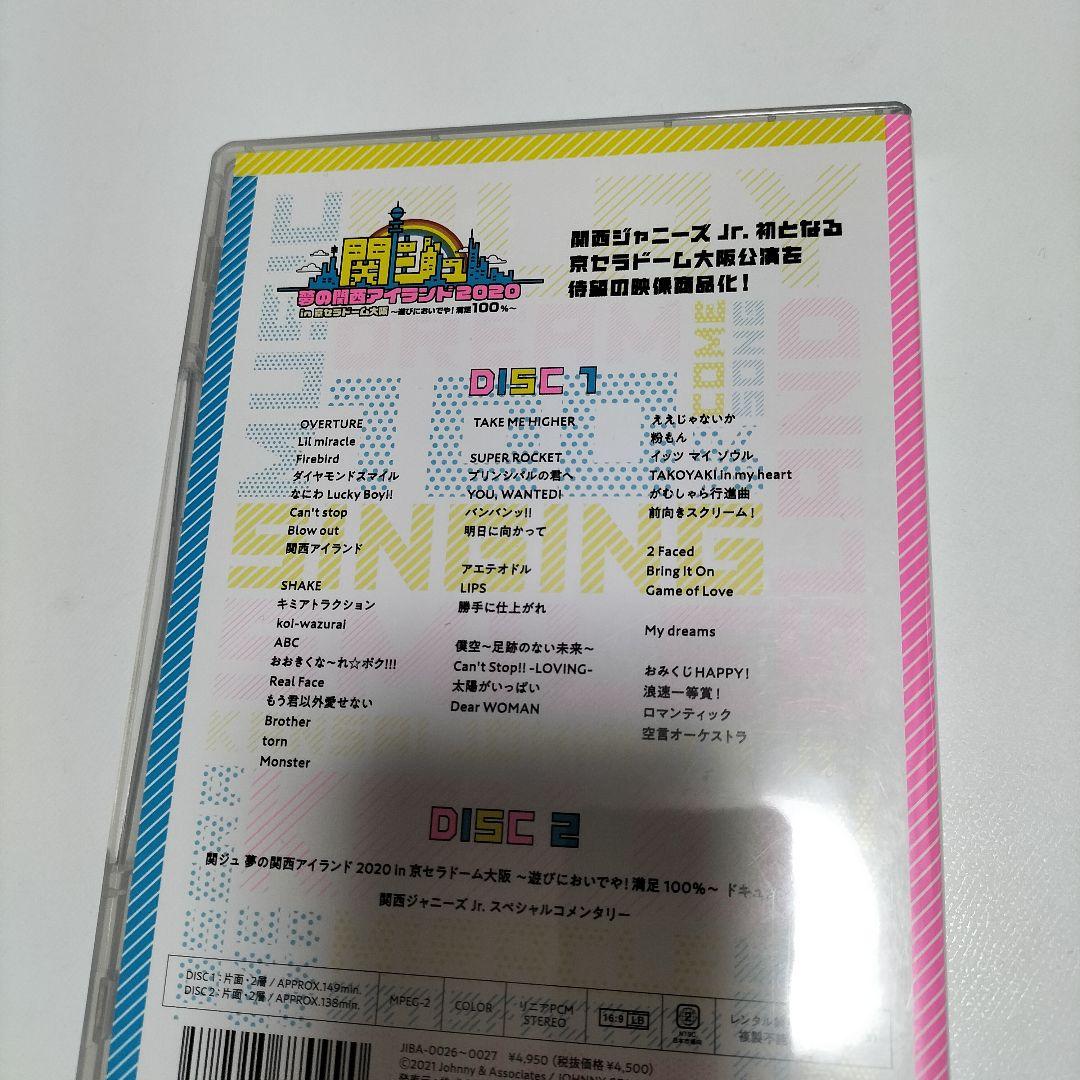 関ジュ
夢の関西アイランド2020
in 京セラドーム大阪 ～遊びにおいでや!満足100%～
関西ジャニーズ Jr. 初となる
京セラドーム大阪公演を
待望の映像商品化!
DISC 1
OVERTURE
Lil miracle
Firebird
ダイヤモンドスマイル
なにわ Lucky Boy!!
Can't stop
Blow out
関西アイランド
SHAKE
キミアトラクション
koi-wazurai
ABC
おおきくな〜れ☆ボク!!!
Real Face
もう君以外愛せない
Brother
torn
Monster
TAKE ME HIGHER
SUPER ROCKET
プリンシパルの君へ
YOU, WANTED!
バンバンッ!!
明日に向かって
アエテオドル
LIPS
勝手に仕上がれ
僕空～足跡のない未来～
Can't Stop!! -LOVING-
太陽がいっぱい
Dear WOMAN
ええじゃないか
粉もん
イッツ マイ ソウル
TAKOYAKI in my heart
がむしゃら行進曲
前向きスクリーム!
2 Faced
Bring It On
Game of Love
My dreams
おみくじHAPPY!
浪速一等賞!
ロマンティック
空言オーケストラ
DISC 2
関ジュ 夢の関西アイランド 2020 in 京セラドーム大阪 ～遊びにおいでや!満足 100%～ ドキュ
関西ジャニーズ Jr. スペシャルコメンタリー
DISC 1:片面・2層 / APPROX.149min.
DISC 2:片面・2層 / APPROX.138min.
MPEG-2
COLOR
リニアPCM
STEREO
16:9 LB
2
NTSC
日本市場向
レンタル
複製不
JIBA-0026～0027 ¥4,950 (税抜価格 ¥4,500)
©2021 Johnny & Associates / JOHNNY